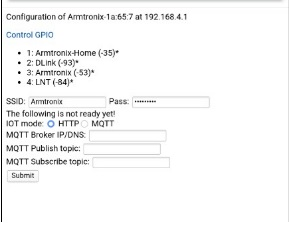 Configuration of Armtronix-1a:65:7 at 192.168.4.1
Control GPIO
1: Armtronix-Home (-35)*
2: DLink (-93)*
3: Armtronix (-53)*
4: LNT (-84)*
SSID: Armtronix Pass: •••••••••
The following is not ready yet!
IOT mode: HTTP MQTT
MQTT Broker IP/DNS:
MQTT Publish topic:
MQTT Subscribe topic:
Submit